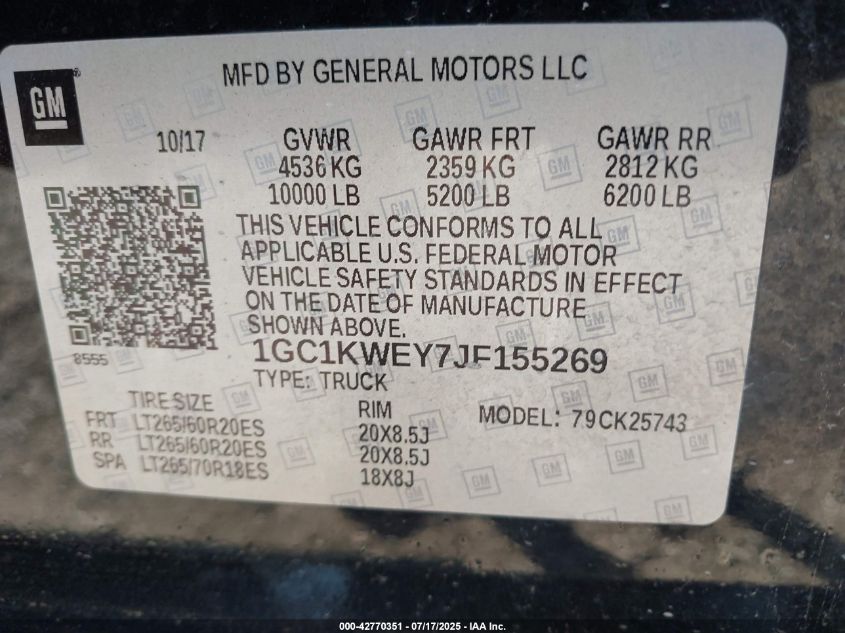 MFD BY GENERAL MOTORS LLC
GM
10/17 GVWR GAWR FRT GAWR RR
4536 KG 2359 KG 2812 KG
10000 LB 5200 LB 6200 LB
THIS VEHICLE CONFORMS TO ALL
APPLICABLE U.S. FEDERAL MOTOR
VEHICLE SAFETY STANDARDS IN EFFECT
ON THE DATE OF MANUFACTURE
SHOWN ABOVE.
8555
1GC1KWEY7JF155269
TYPE: TRUCK
TIRE SIZE RIM MODEL: 79CK25743
FRT LT265/60R20ES 20X8.5J
RR LT265/60R20ES 20X8.5J
SPA LT265/70R18ES 18X8J
000-42770351 - 07/17/2025 - IAA Inc.